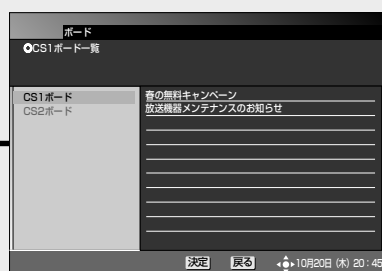 ボード
CS1ボード一覧
CS1ボード
CS2ボード
春の無料キャンペーン
放送機器メンテナンスのお知らせ
決定 戻る 10月20日 (木) 20:45